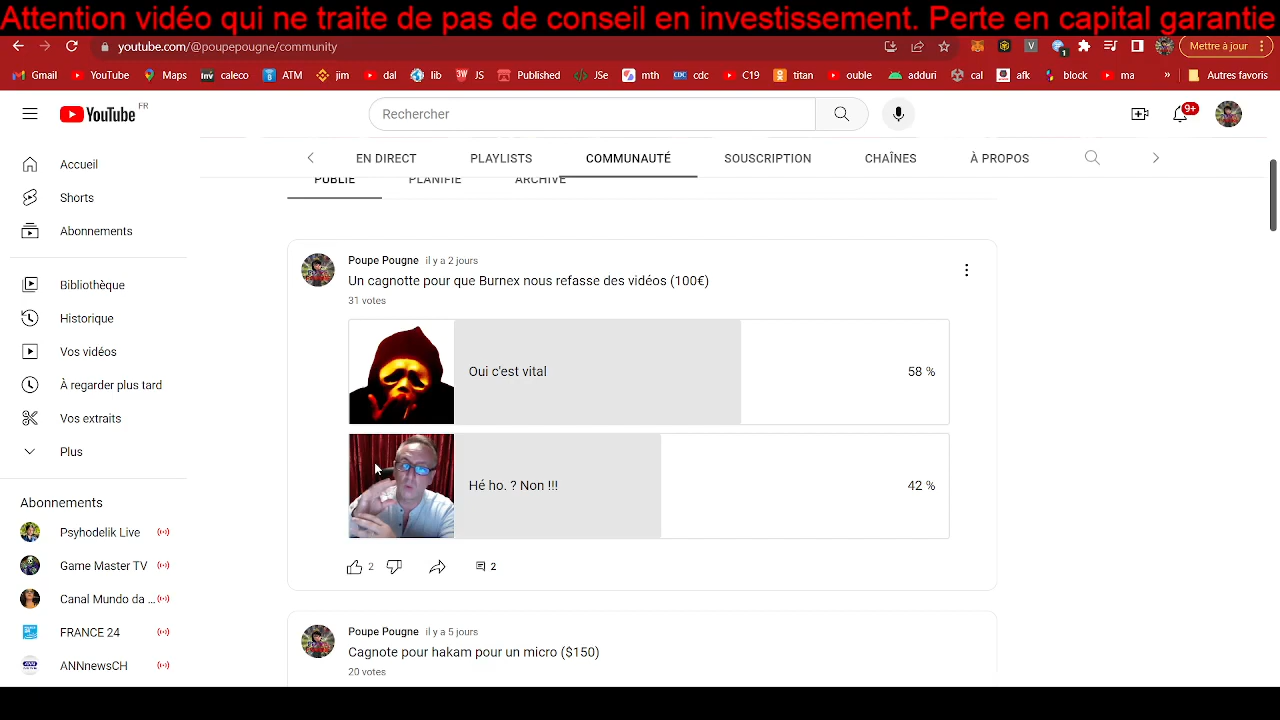 Attention vidéo qui ne traite de pas de conseil en investissement. Perte en capital garantie
youtube.com/@poupepougne/community
1
Mettre à jour
Gmail YouTube Maps caleco ATM jim dal lib JS Published JSe mth cdc C19 titan ouble adduri cal afk block ma » Autres favoris
YouTube FR
Rechercher
9+
Accueil
Shorts
Abonnements
Bibliothèque
Historique
Vos vidéos
À regarder plus tard
Vos extraits
Plus
Abonnements
Psyhodelik Live
Game Master TV
Canal Mundo da ...
FRANCE 24
ANNnewsCH
EN DIRECT PLAYLISTS COMMUNAUTÉ SOUSCRIPTION CHAÎNES À PROPOS
PUBLIÉ PLANIFIÉ ARCHIVÉ
Poupe Pougne il y a 2 jours
Un cagnotte pour que Burnex nous refasse des vidéos (100€)
31 votes
Oui c'est vital 58 %
Hé ho. ? Non !!! 42 %
2 2
Poupe Pougne il y a 5 jours
Cagnote pour hakam pour un micro ($150)
20 votes